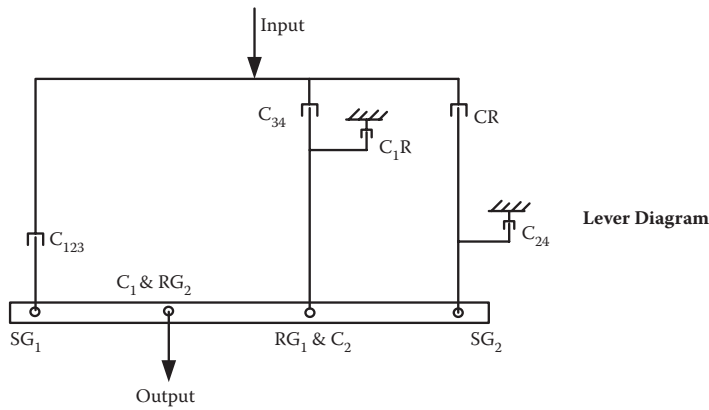 Input
C₃₄
C₁R
CR
C₁₂₃
C₂₄
Lever Diagram
C₁ & RG₂
SG₁
RG₁ & C₂
SG₂
Output